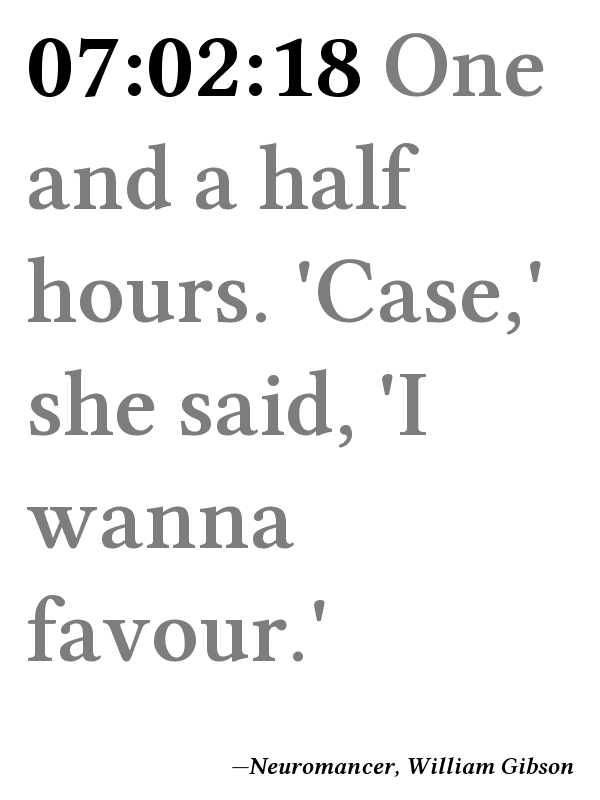 07:02:18 One
and a half
hours. 'Case,'
she said, 'I
wanna
favour.'
—Neuromancer, William Gibson